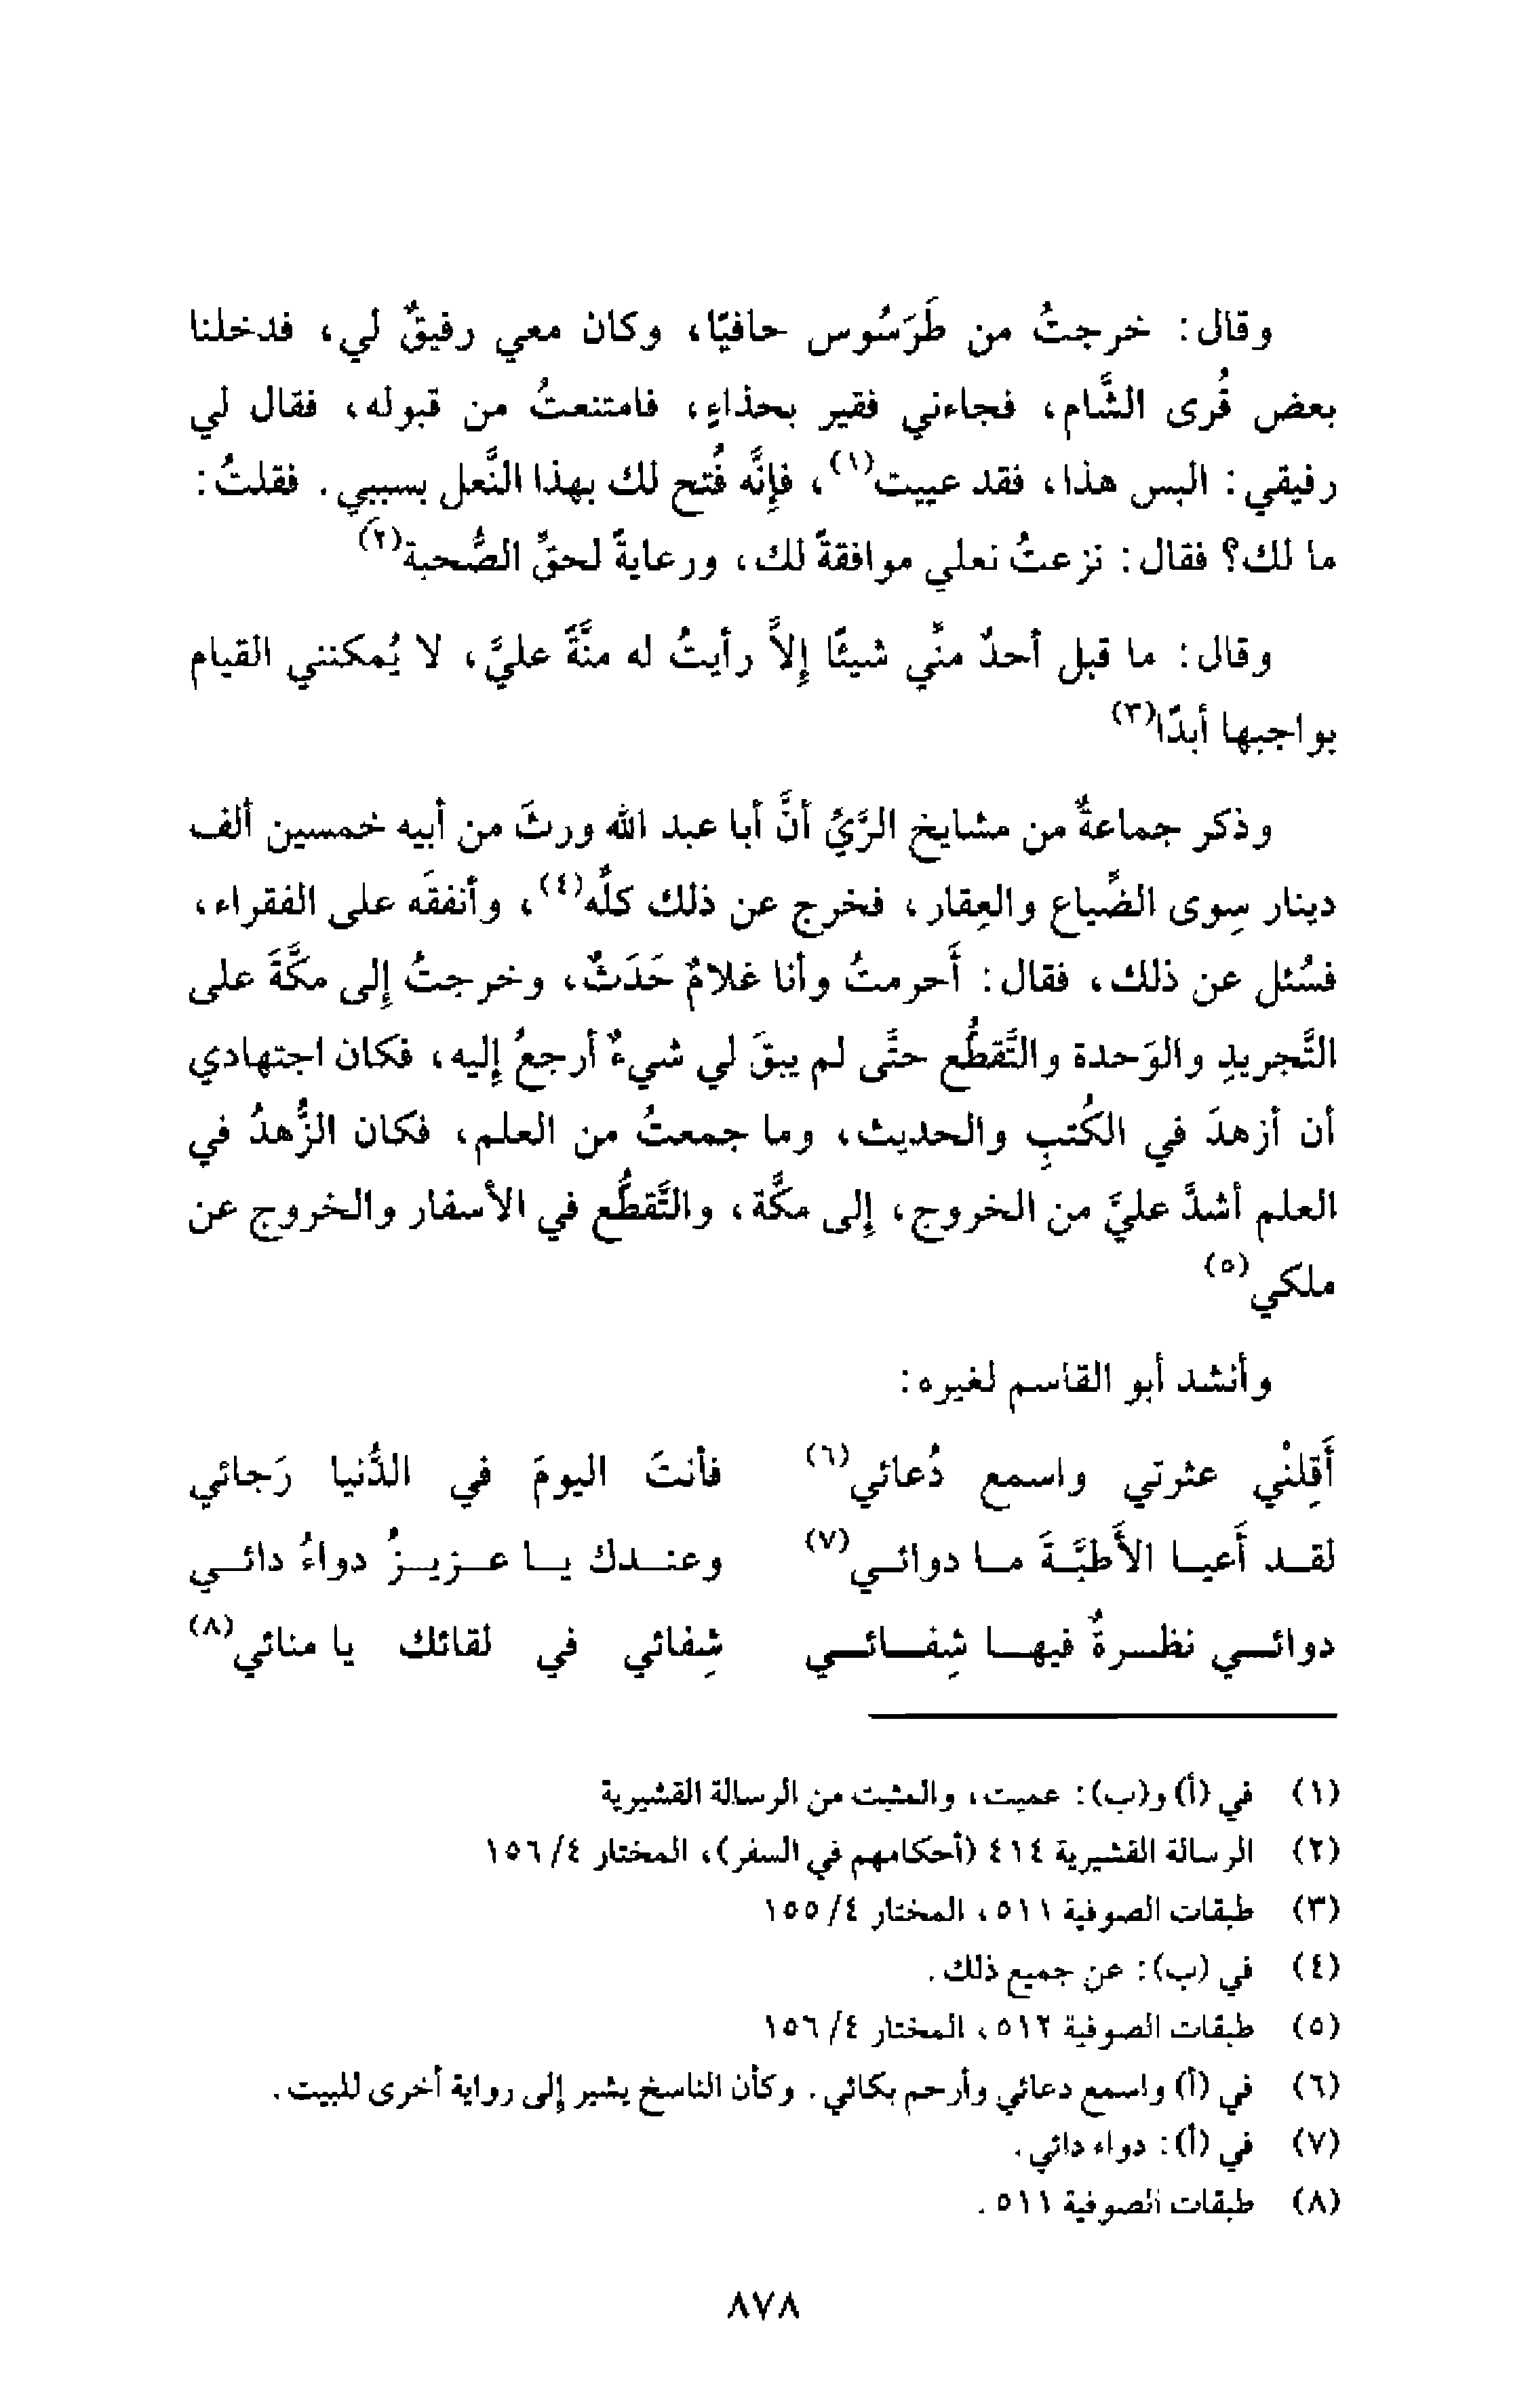 وقال: خرجتُ من طَرَسُوس حافيًا، وكان معي رفيقٌ لي، فدخلنا
بعض قُرى الشَّام، فجاءني فقير بحذاءٍ، فامتنعتُ من قبوله، فقال لي
رفيقي: البس هذا، فقد عييت(١)، فإنَّه فُتح لك بهذا النَّعل بسببي. فقلتُ:
ما لك؟ فقال: نزعتُ نعلي موافقةً لك، ورعايةً لحقِّ الصُّحبة(٢)
وقال: ما قبل أحدٌ منِّي شيئًا إلاَّ رأيتُ له منَّةً عليَّ، لا يُمكنني القيام
بواجبها أبدًا(٣)
وذكر جماعةٌ من مشايخ الرَّيِّ أنَّ أبا عبد الله ورثَ من أبيه خمسين ألف
دينار سِوى الضِّياع والعِقار، فخرج عن ذلك كلِّه(٤)، وأنفقَه على الفقراء،
فسُئل عن ذلك، فقال: أَحرمتُ وأنا غلامٌ حَدَثٌ، وخرجتُ إلى مكَّةَ على
التَّجريدِ والوَحدة والتَّقطُّع حتَّى لم يبقَ لي شيءٌ أرجعُ إليه، فكان اجتهادي
أن أزهدَ في الكُتبِ والحديث، وما جمعتُ من العلم، فكان الزُّهدُ في
العلم أشدَّ عليَّ من الخروج، إلى مكَّة، والتَّقطُّع في الأسفار والخروج عن
ملكي(٥)
وأنشد أبو القاسم لغيره:
أَقِلنْي عثرتي واسمع دُعائي(٦) فأنتَ اليومَ في الدُّنيا رَجائي
لقد أَعيا الأَطبَّةَ ما دوائي(٧) وعندك يا عزيزُ دواءُ دائي
دوائي نظرةٌ فيها شِفائي شِفائي في لقائك يا منائي(٨)
(١) في (أ) و(ب): عميت، والمثبت من الرسالة القشيرية
(٢) الرسالة القشيرية ٤١٤ (أحكامهم في السفر)، المختار ٤/ ١٥٦
(٣) طبقات الصوفية ٥١١، المختار ٤/ ١٥٥
(٤) في (ب): عن جميع ذلك.
(٥) طبقات الصوفية ٥١٢، المختار ٤/ ١٥٦
(٦) في (أ) واسمع دعائي وأرحم بكائي. وكأن الناسخ يشير إلى رواية أخرى للبيت.
(٧) في (أ): دواء دائي.
(٨) طبقات الصوفية ٥١١.
٨٧٨